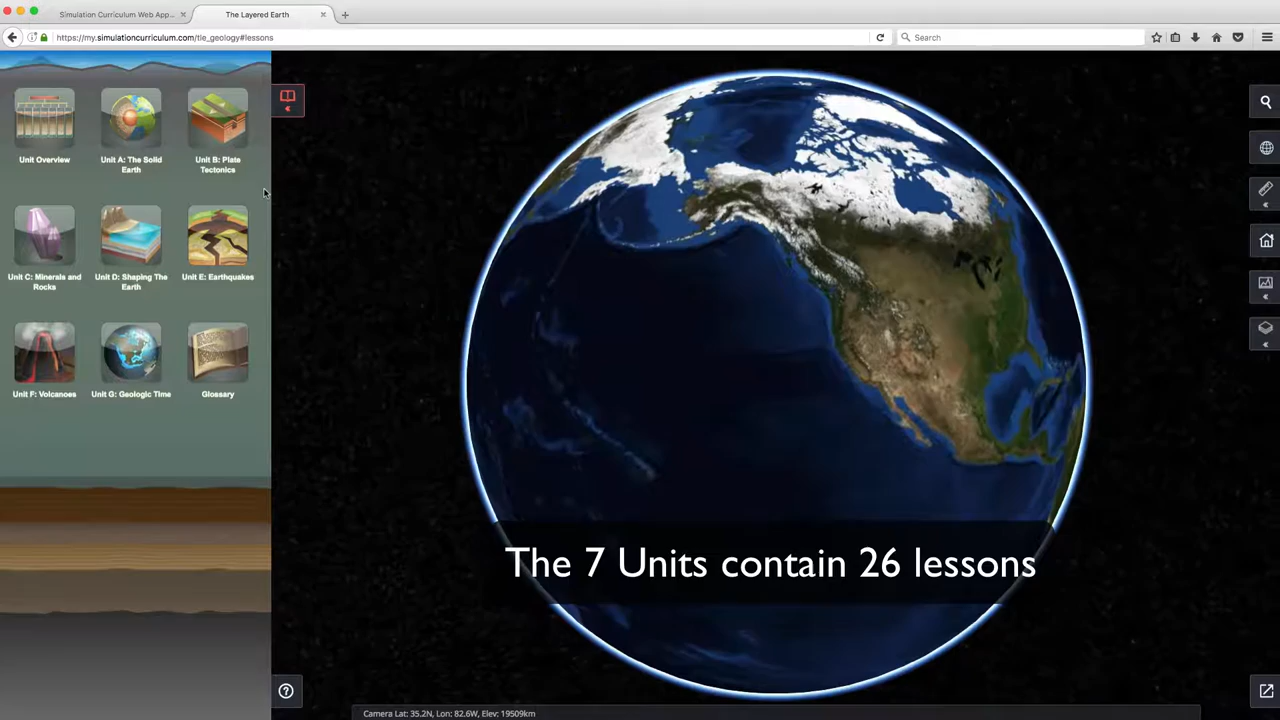 Simulation Curriculum Web App...
The Layered Earth
https://my.simulationcurriculum.com/tle_geology#lessons
Search
Unit Overview
Unit A: The Solid
Earth
Unit B: Plate
Tectonics
Unit C: Minerals and
Rocks
Unit D: Shaping The
Earth
Unit E: Earthquakes
Unit F: Volcanoes
Unit G: Geologic Time
Glossary
The 7 Units contain 26 lessons
Camera Lat: 35.2N, Lon: 82.6W, Elev: 19509km